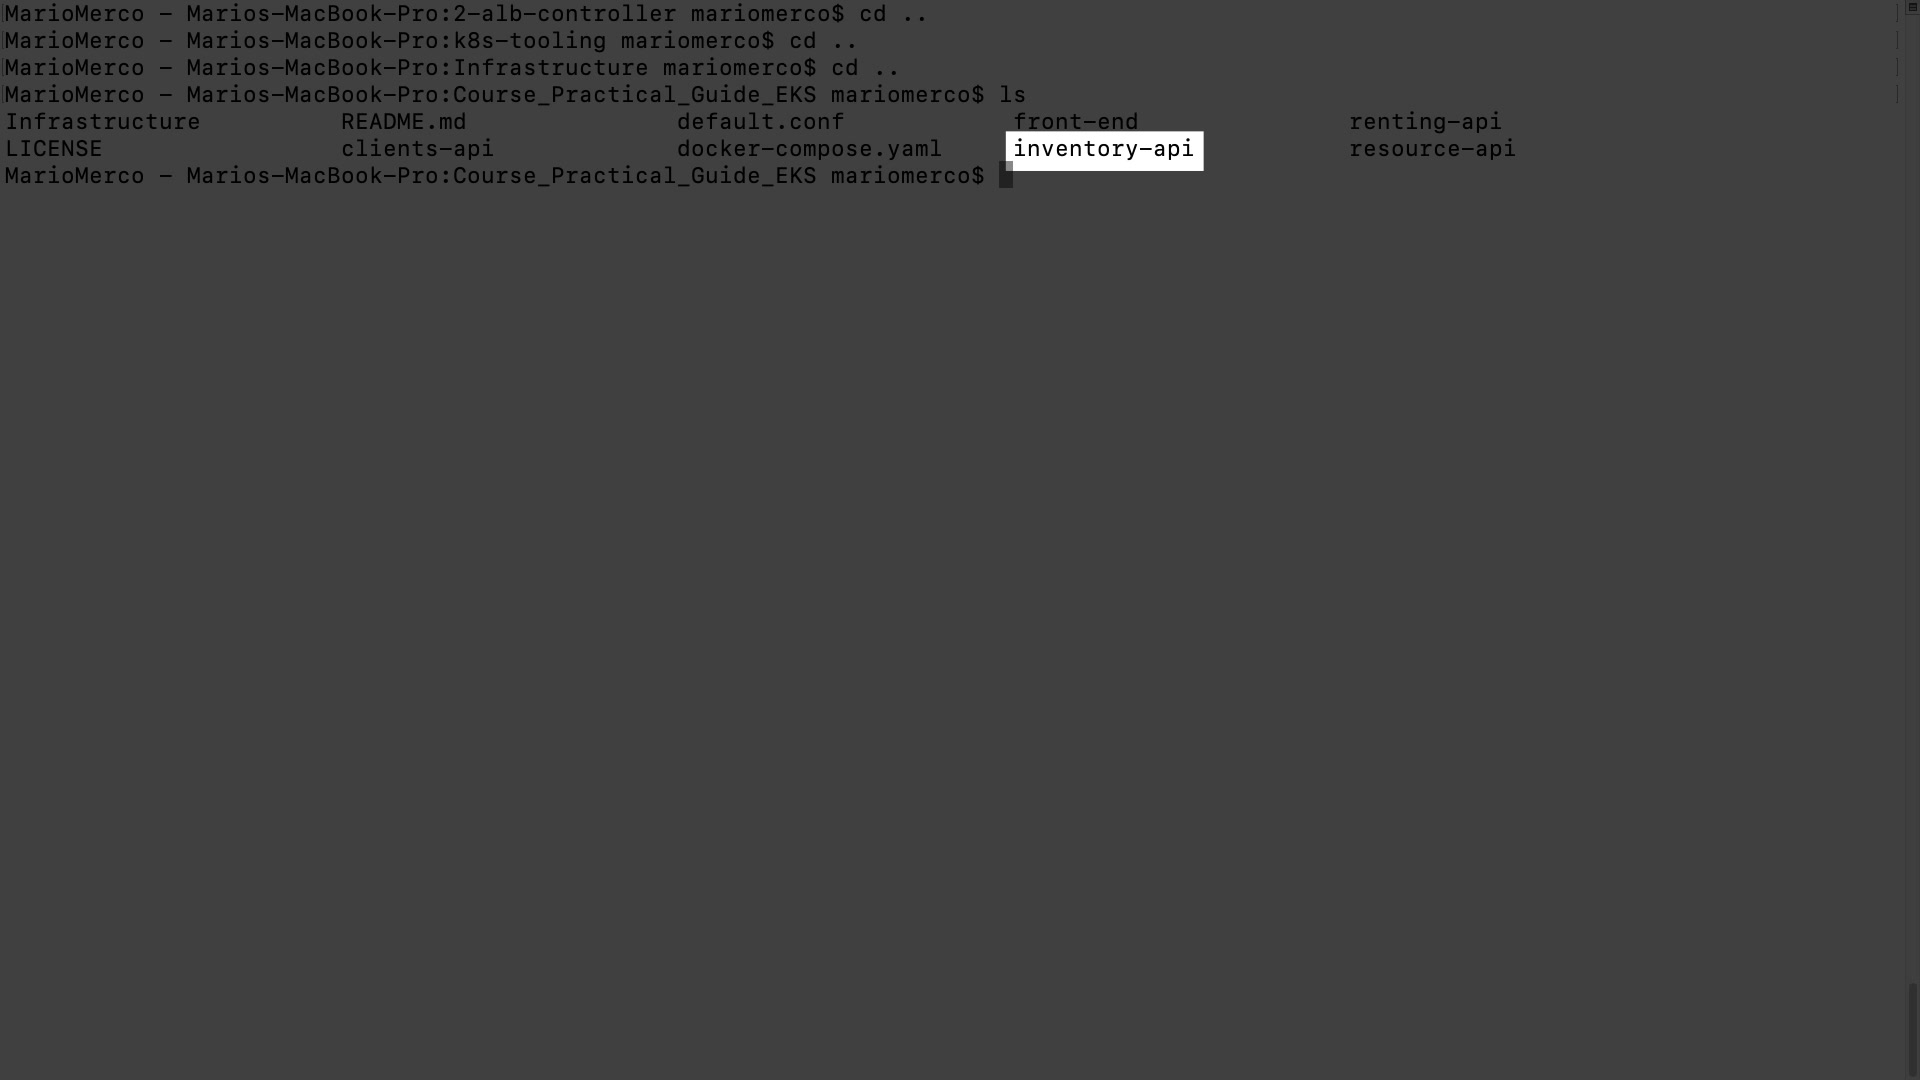 MarioMerco - Marios-MacBook-Pro:2-alb-controller mariomerco$ cd ..
MarioMerco - Marios-MacBook-Pro:k8s-tooling mariomerco$ cd ..
MarioMerco - Marios-MacBook-Pro:Infrastructure mariomerco$ cd ..
MarioMerco - Marios-MacBook-Pro:Course_Practical_Guide_EKS mariomerco$ ls
Infrastructure README.md default.conf front-end renting-api
LICENSE clients-api docker-compose.yaml inventory-api resource-api
MarioMerco - Marios-MacBook-Pro:Course_Practical_Guide_EKS mariomerco$